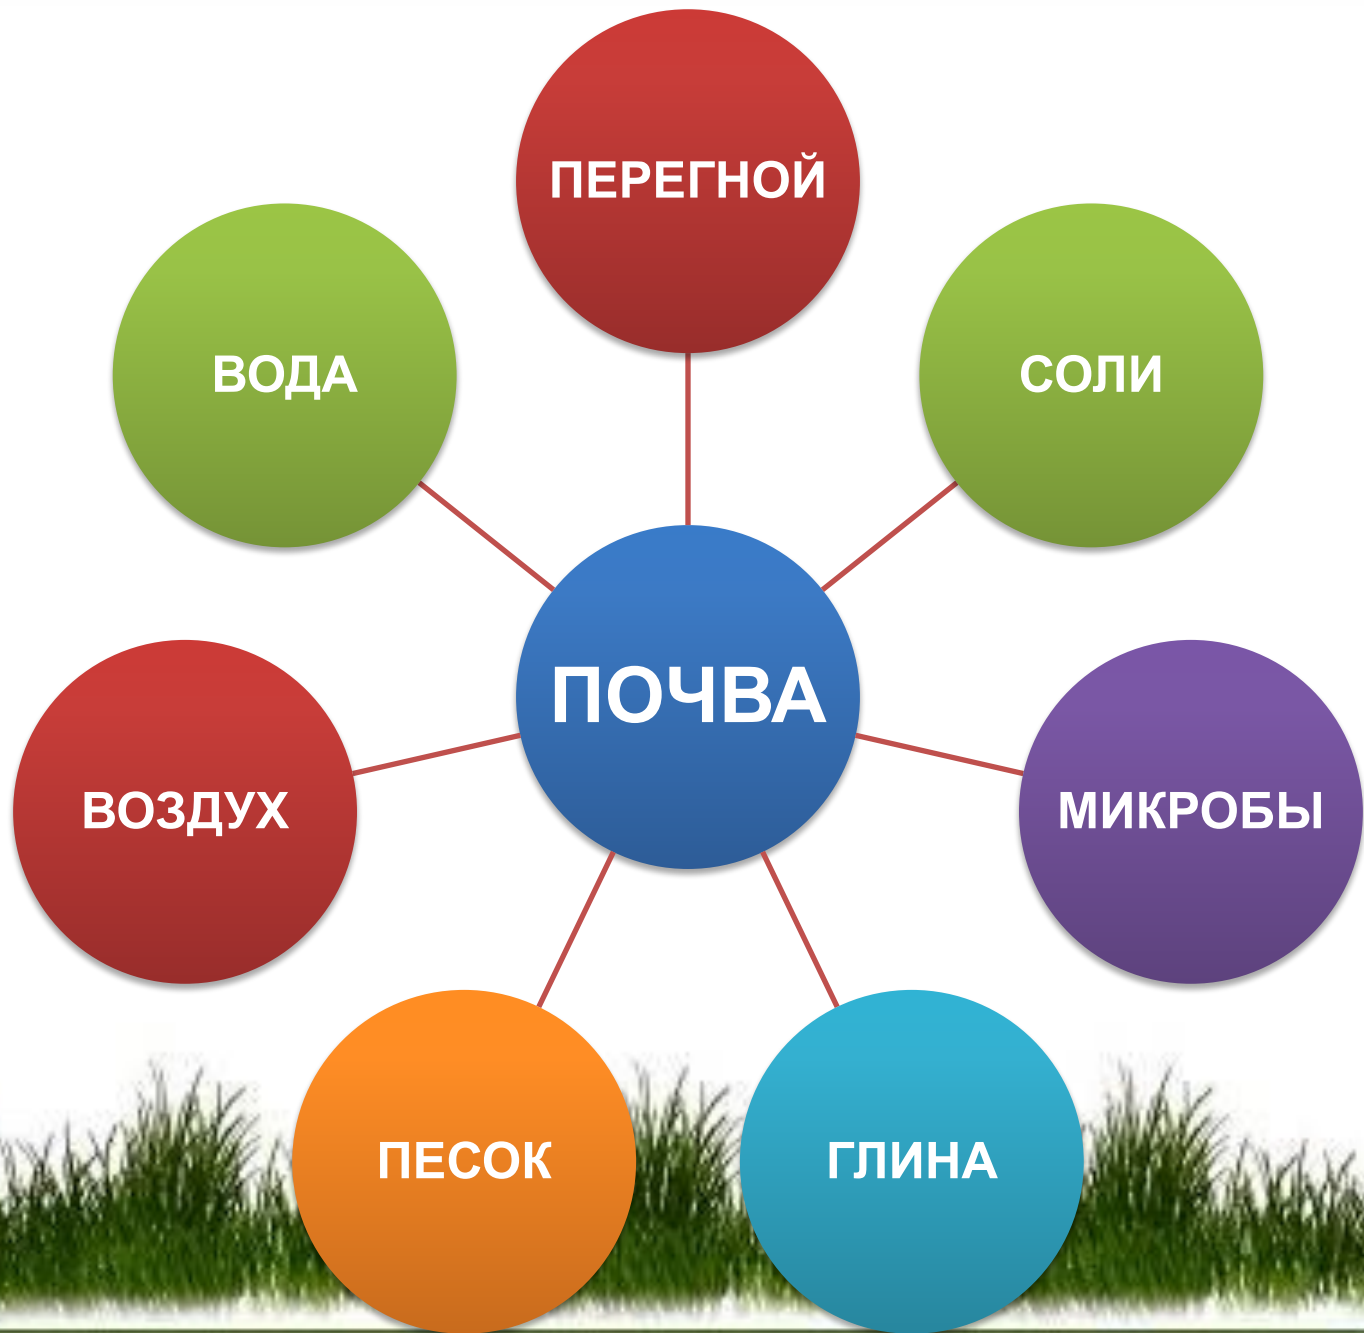 ПЕРЕГНОЙ
ВОДА
СОЛИ
ПОЧВА
ВОЗДУХ
МИКРОБЫ
ПЕСОК
ГЛИНА